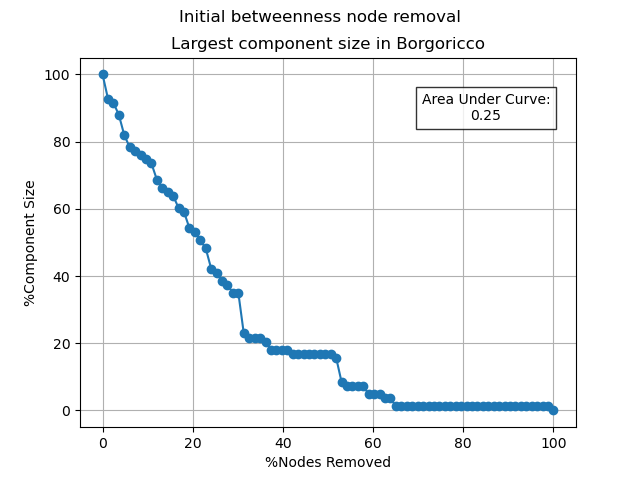 Initial betweenness node removal
Largest component size in Borgoricco
Area Under Curve:
0.25
100
80
60
40
20
0
%Component Size
0 20 40 60 80 100
%Nodes Removed